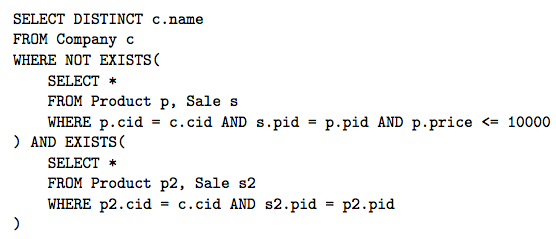 SELECT DISTINCT c.name
FROM Company c
WHERE NOT EXISTS(
    SELECT *
    FROM Product p, Sale s
    WHERE p.cid = c.cid AND s.pid = p.pid AND p.price <= 10000
) AND EXISTS(
    SELECT *
    FROM Product p2, Sale s2
    WHERE p2.cid = c.cid AND s2.pid = p2.pid
)